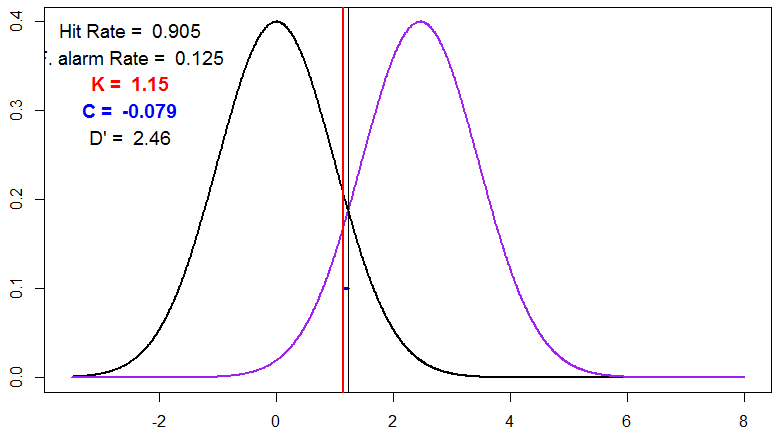 Hit Rate = 0.905
F. alarm Rate = 0.125
K = 1.15
C = -0.079
D' = 2.46
0.4
0.3
0.2
0.1
0.0
-2 0 2 4 6 8